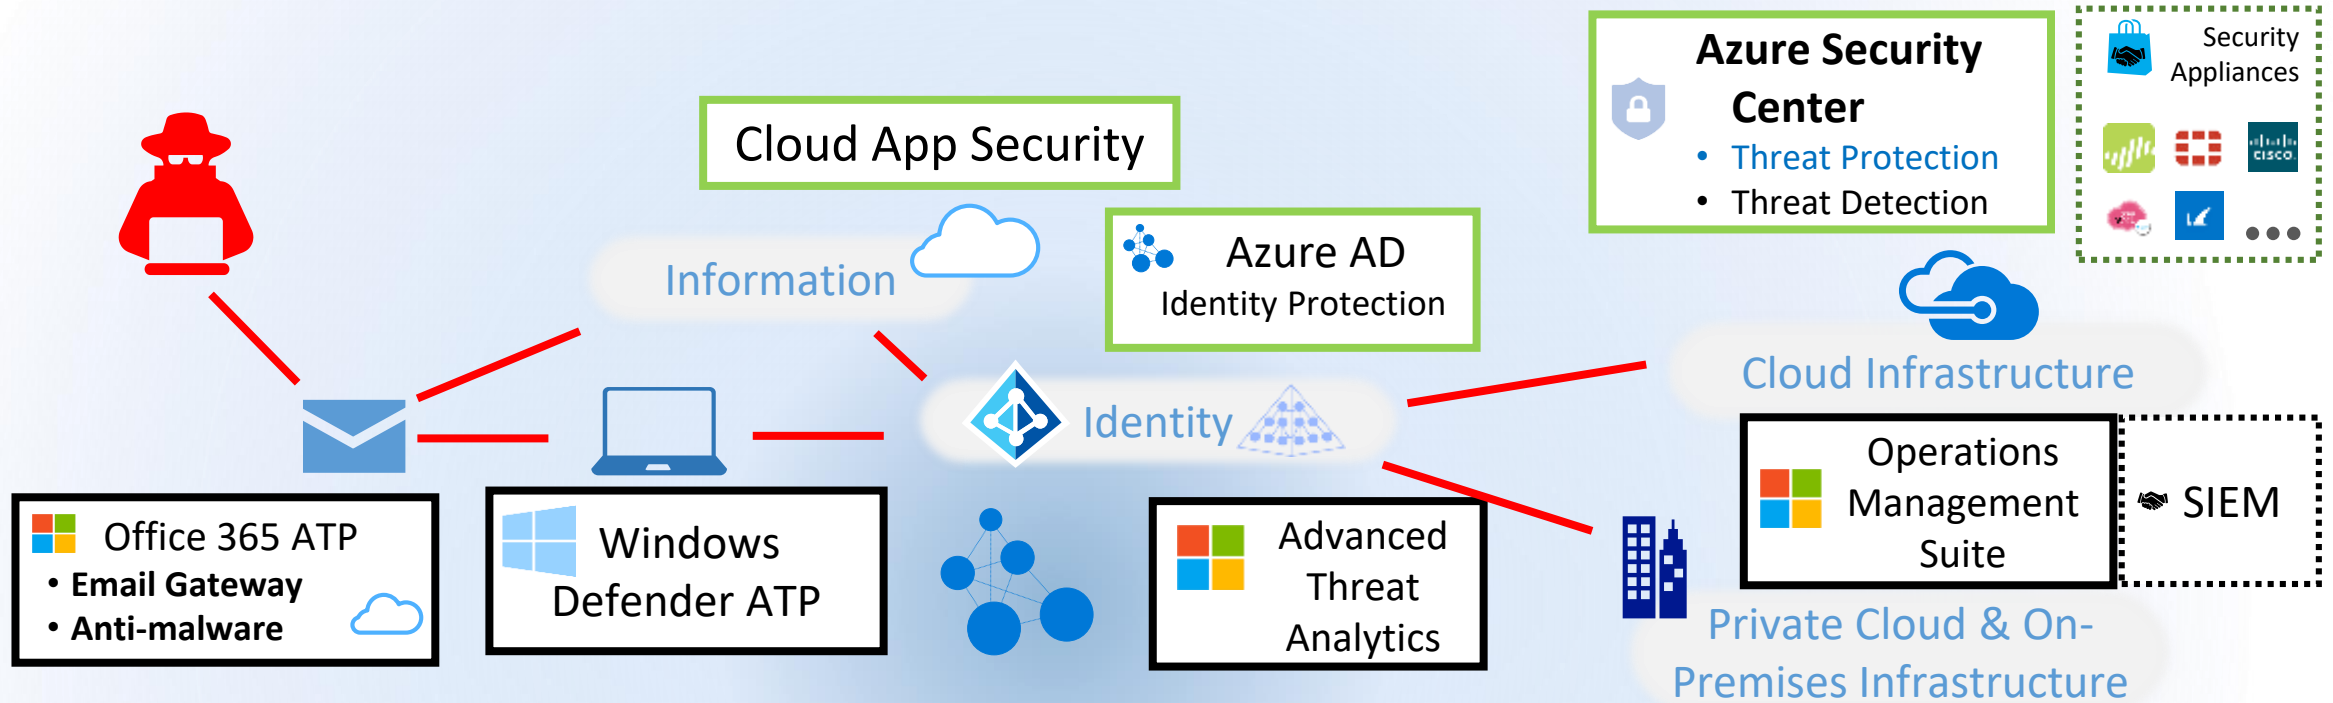 Cloud App Security
Azure Security
Center
• Threat Protection
• Threat Detection
Security
Appliances
CISCO
Information
Azure AD
Identity Protection
Identity
Cloud Infrastructure
Office 365 ATP
• Email Gateway
• Anti-malware
Windows
Defender ATP
Advanced
Threat
Analytics
Operations
Management
Suite
SIEM
Private Cloud & On-
Premises Infrastructure